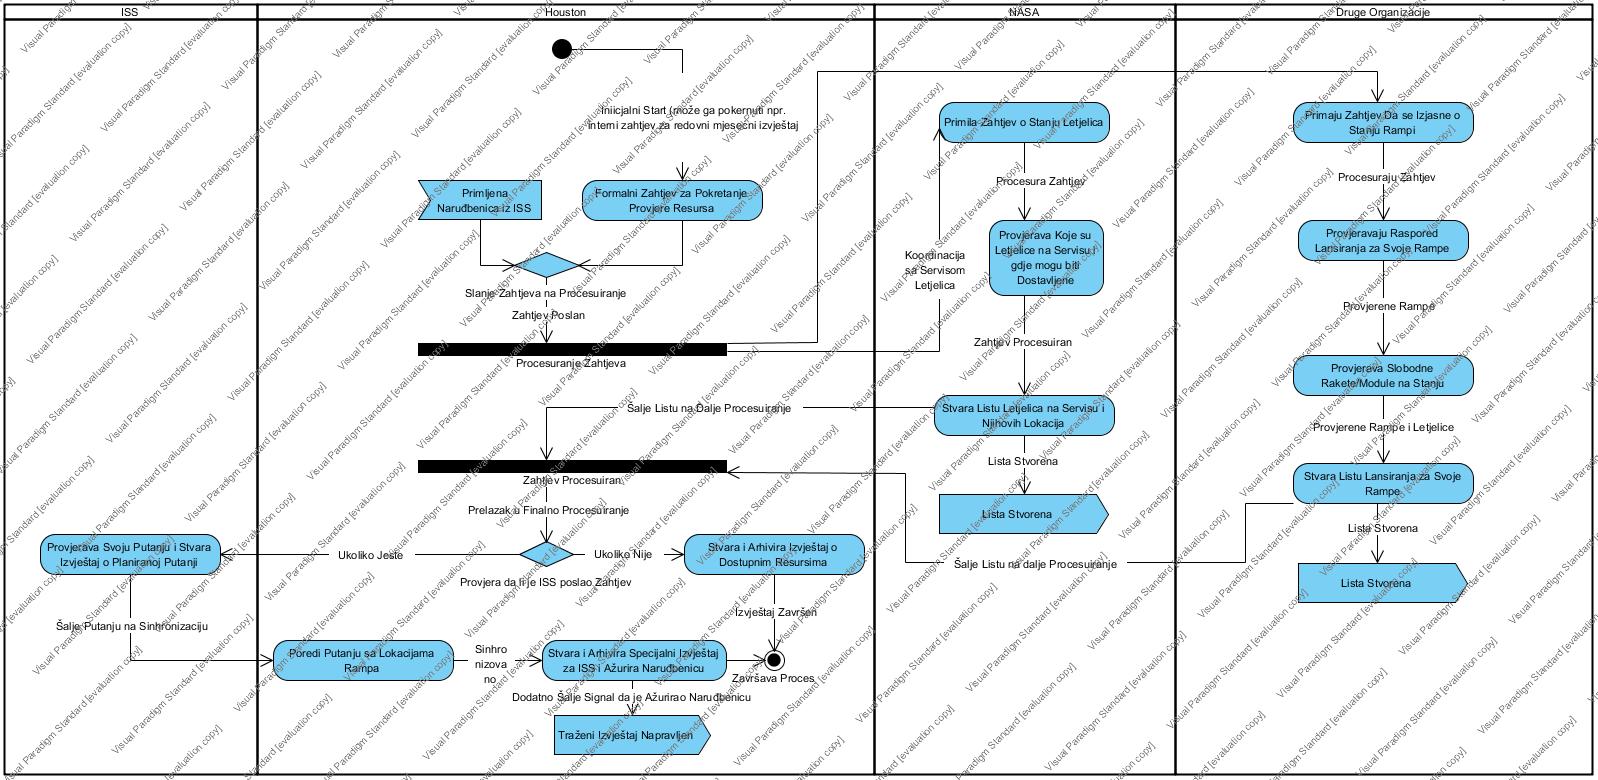 ISS
Houston
NASA
Druge Organizacije
Inicijalni Start (može ga pokernuti npr.
interni zahtjev za redovni mjesečni izvještaj
Primljena
Naruđbenica iz ISS
Formalni Zahtjev za Pokretanje
Provjere Resursa
Slanje Zahtjeva na Procesuiranje
Zahtjev Poslan
Procesuranje Zahtjeva
Primila Zahtjev o Stanju Letjelica
Procesura Zahtjev
Koordinacija
sa Servisom
Letjelica
Provjerava Koje su
Letjelice na Servisu i
gdje mogu biti
Dostavljene
Zahtjev Procesuiran
Stvara Listu Letjelica na Servisu i
Njihovih Lokacija
Lista Stvorena
Lista Stvorena
Primaju Zahtjev Da se Izjasne o
Stanju Rampi
Procesuraju Zahtjev
Provjeravaju Raspored
Lansiranja za Svoje Rampe
Provjerene Rampe
Provjerava Slobodne
Rakete/Module na Stanju
Provjerene Rampe i Letjelice
Stvara Listu Lansiranja za Svoje
Rampe
Lista Stvorena
Lista Stvorena
Šalje Listu na Dalje Procesuiranje
Šalje Listu na dalje Procesuiranje
Zahtjev Procesuiran
Prelazak u Finalno Procesuiranje
Ukoliko Jeste
Ukoliko Nije
Provjera da li je ISS poslao Zahtjev
Provjerava Svoju Putanju i Stvara
Izvještaj o Planiranoj Putanji
Stvara i Arhivira Izvještaj o
Dostupnim Resursima
Šalje Putanju na Sinhronizaciju
Izvještaj Završen
Poredi Putanju sa Lokacijama
Rampa
Sinhro
nizova
no
Stvara i Arhivira Specijalni Izvještaj
za ISS i Ažurira Naruđbenicu
Završava Proces
Dodatno Šalje Signal da je Ažurirao Naruđbenicu
Traženi Izvještaj Napravljen
Visual Paradigm Standard [evaluation copy]